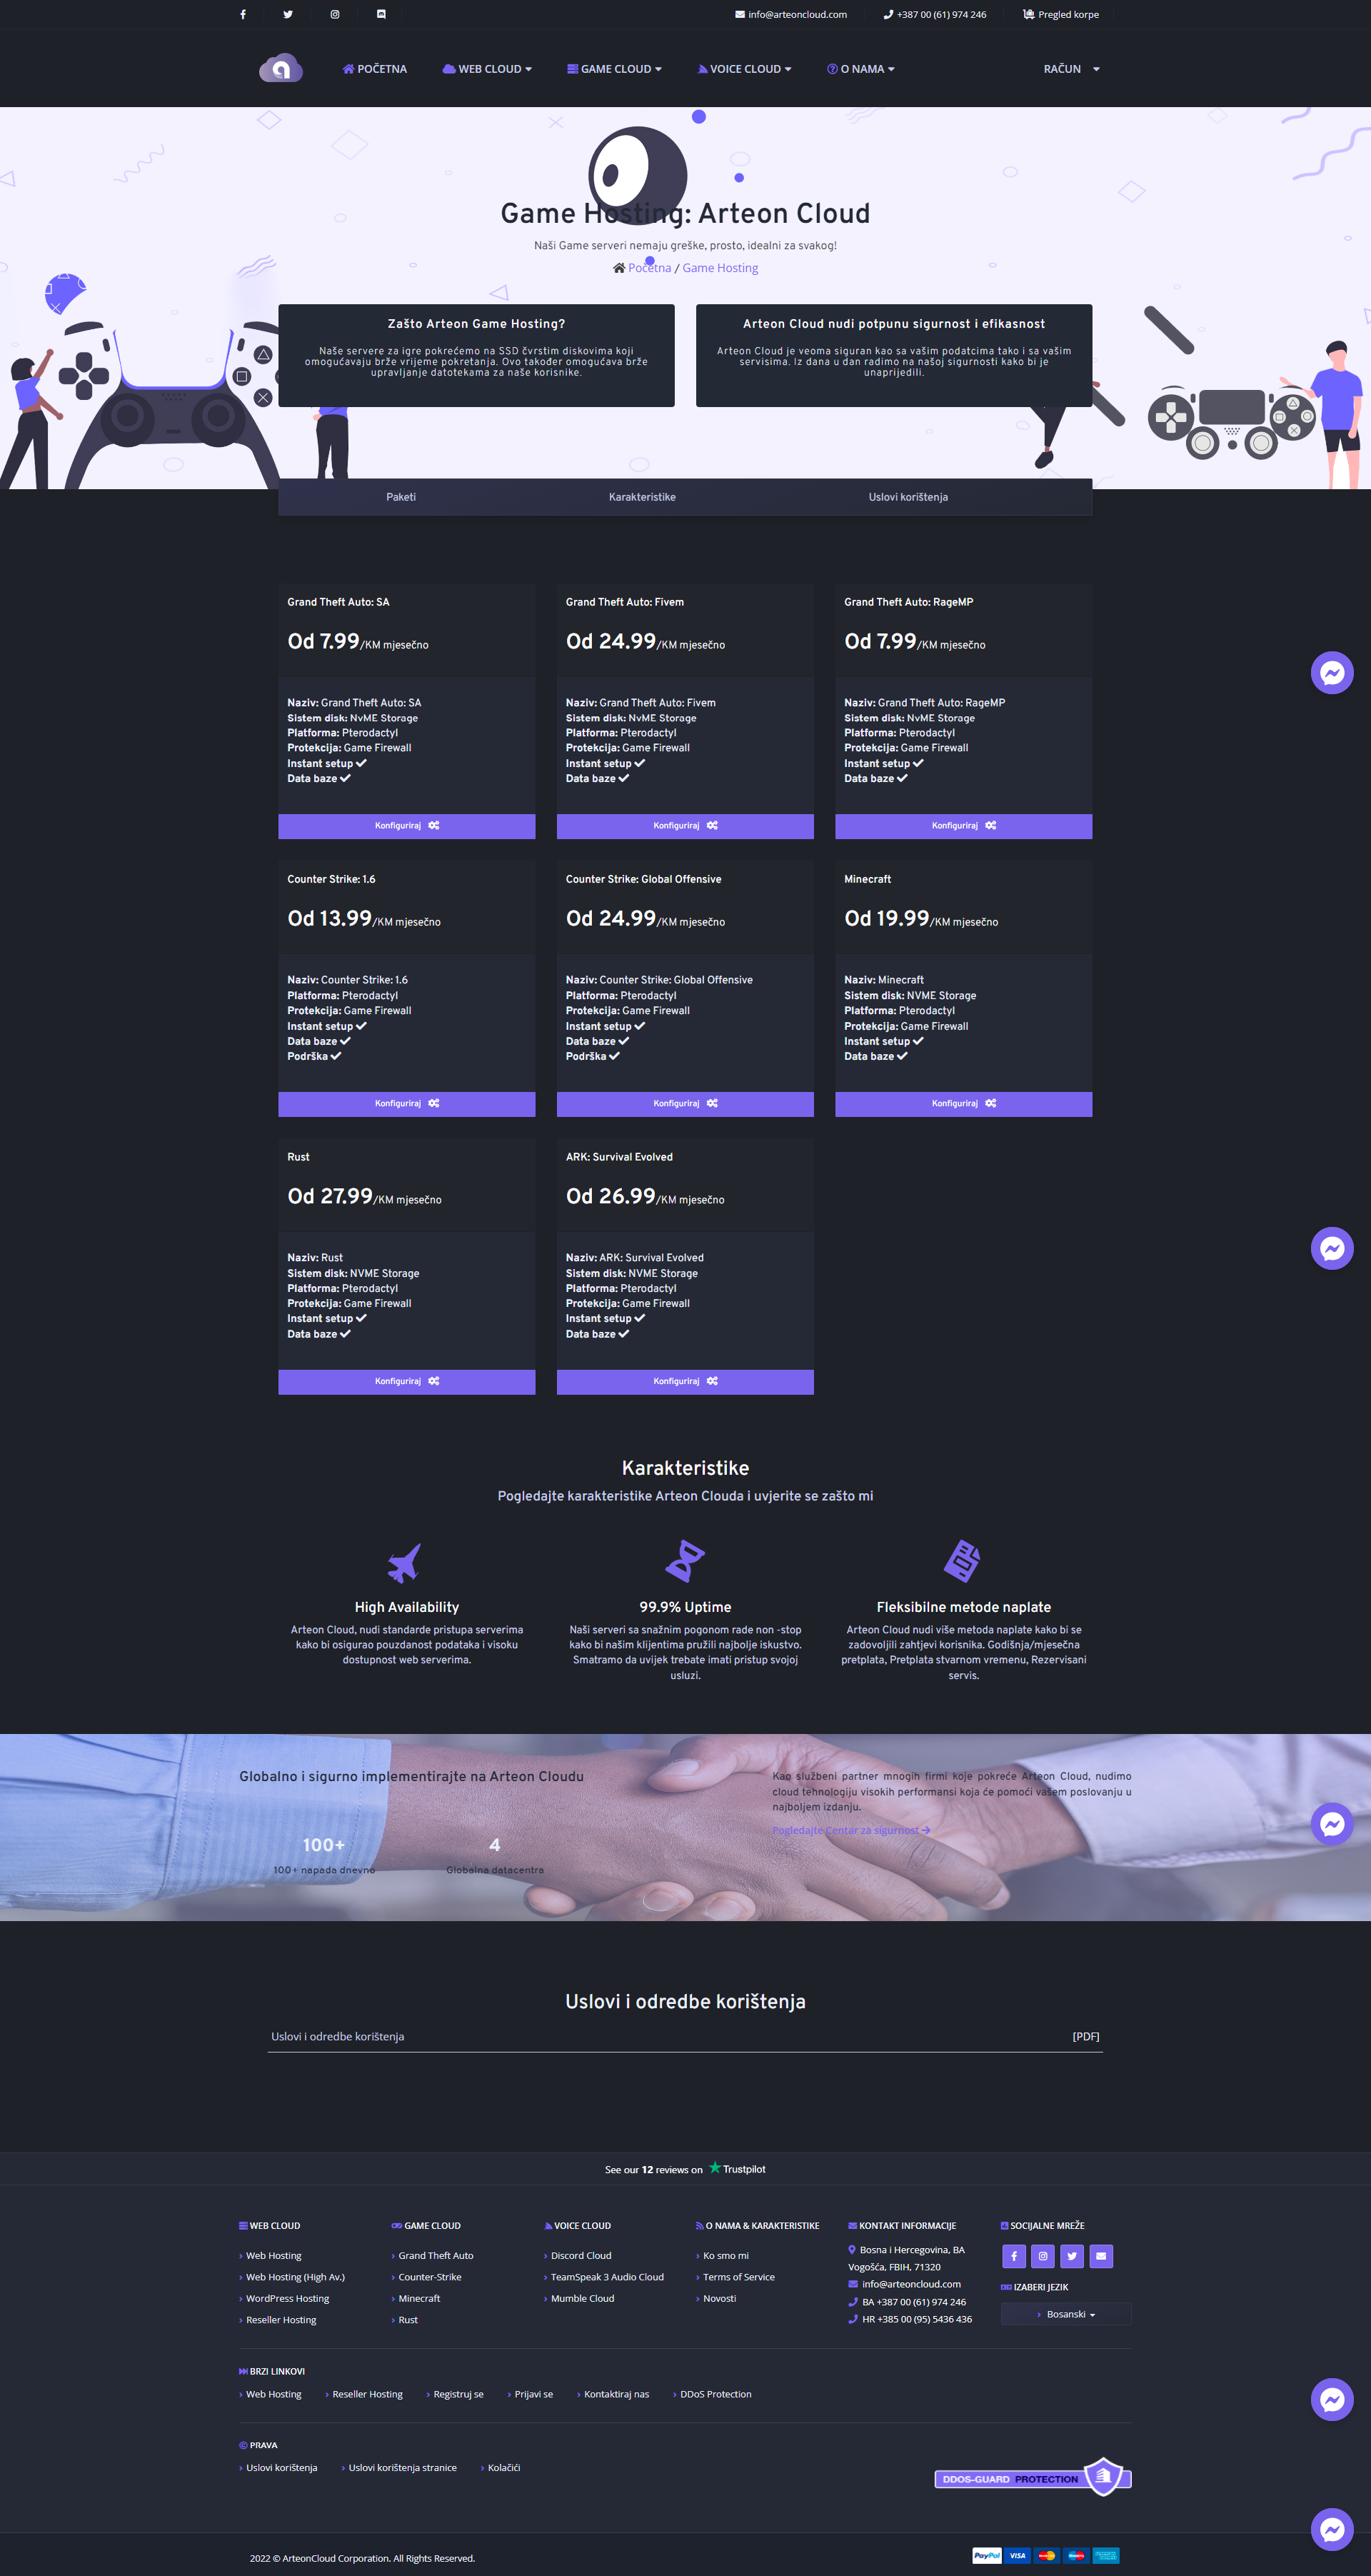 info@arteoncloud.com
+387 00 (61) 974 246
Pregled korpe
POČETNA
WEB CLOUD
GAME CLOUD
VOICE CLOUD
O NAMA
RAČUN
Game Hosting: Arteon Cloud
Naši Game serveri nemaju greške, prosto, idealni za svakog!
Početna / Game Hosting
Zašto Arteon Game Hosting?
Naše servere za igre pokrećemo na SSD čvrstim diskovima koji
omogućavaju brže vrijeme pokretanja. Ovo također omogućava brže
upravljanje datotekama za naše korisnike.
Arteon Cloud nudi potpunu sigurnost i efikasnost
Arteon Cloud je veoma siguran kao sa vašim podatcima tako i sa vašim
servisima. Iz dana u dan radimo na našoj sigurnosti kako bi je
unaprijedili.
Paketi
Karakteristike
Uslovi korištenja
Grand Theft Auto: SA
Od 7.99/KM mjesečno
Naziv: Grand Theft Auto: SA
Sistem disk: NvME Storage
Platforma: Pterodactyl
Protekcija: Game Firewall
Instant setup
Data baze
Konfiguriraj
Grand Theft Auto: Fivem
Od 24.99/KM mjesečno
Naziv: Grand Theft Auto: Fivem
Sistem disk: NvME Storage
Platforma: Pterodactyl
Protekcija: Game Firewall
Instant setup
Data baze
Konfiguriraj
Grand Theft Auto: RageMP
Od 7.99/KM mjesečno
Naziv: Grand Theft Auto: RageMP
Sistem disk: NvME Storage
Platforma: Pterodactyl
Protekcija: Game Firewall
Instant setup
Data baze
Konfiguriraj
Counter Strike: 1.6
Od 13.99/KM mjesečno
Naziv: Counter Strike: 1.6
Platforma: Pterodactyl
Protekcija: Game Firewall
Instant setup
Data baze
Podrška
Konfiguriraj
Counter Strike: Global Offensive
Od 24.99/KM mjesečno
Naziv: Counter Strike: Global Offensive
Platforma: Pterodactyl
Protekcija: Game Firewall
Instant setup
Data baze
Podrška
Konfiguriraj
Minecraft
Od 19.99/KM mjesečno
Naziv: Minecraft
Sistem disk: NVME Storage
Platforma: Pterodactyl
Protekcija: Game Firewall
Instant setup
Data baze
Konfiguriraj
Rust
Od 27.99/KM mjesečno
Naziv: Rust
Sistem disk: NVME Storage
Platforma: Pterodactyl
Protekcija: Game Firewall
Instant setup
Data baze
Konfiguriraj
ARK: Survival Evolved
Od 26.99/KM mjesečno
Naziv: ARK: Survival Evolved
Sistem disk: NVME Storage
Platforma: Pterodactyl
Protekcija: Game Firewall
Instant setup
Data baze
Konfiguriraj
Karakteristike
Pogledajte karakteristike Arteon Clouda i uvjerite se zašto mi
High Availability
Arteon Cloud, nudi standarde pristupa serverima
kako bi osigurao pouzdanost podataka i visoku
dostupnost web serverima.
99.9% Uptime
Naši serveri sa snažnim pogonom rade non -stop
kako bi našim klijentima pružili najbolje iskustvo.
Smatramo da uvijek trebate imati pristup svojoj
usluzi.
Fleksibilne metode naplate
Arteon Cloud nudi više metoda naplate kako bi se
zadovoljili zahtjevi korisnika. Godišnja/mjesečna
pretplata, Pretplata stvarnom vremenu, Rezervisani
servis.
Globalno i sigurno implementirajte na Arteon Cloudu
100+
100+ napada dnevno
4
Globalna datacentra
Kao službeni partner mnogih firmi koje pokreće Arteon Cloud, nudimo
cloud tehnologiju visokih performansi koja će pomoći vašem poslovanju u
najboljem izdanju.
Pogledajte Centar za sigurnost
Uslovi i odredbe korištenja
Uslovi i odredbe korištenja
[PDF]
See our 12 reviews on Trustpilot
WEB CLOUD
Web Hosting
Web Hosting (High Av.)
WordPress Hosting
Reseller Hosting
GAME CLOUD
Grand Theft Auto
Counter-Strike
Minecraft
Rust
VOICE CLOUD
Discord Cloud
TeamSpeak 3 Audio Cloud
Mumble Cloud
O NAMA & KARAKTERISTIKE
Ko smo mi
Terms of Service
Novosti
KONTAKT INFORMACIJE
Bosna i Hercegovina, BA
Vogošća, FBIH, 71320
info@arteoncloud.com
BA +387 00 (61) 974 246
HR +385 00 (95) 5436 436
SOCIJALNE MREŽE
IZABERI JEZIK
Bosanski
BRZI LINKOVI
Web Hosting
Reseller Hosting
Registruj se
Prijavi se
Kontaktiraj nas
DDoS Protection
PRAVA
Uslovi korištenja
Uslovi korištenja stranice
Kolačići
DDOS-GUARD PROTECTION
2022 © ArteonCloud Corporation. All Rights Reserved.
PayPal
VISA